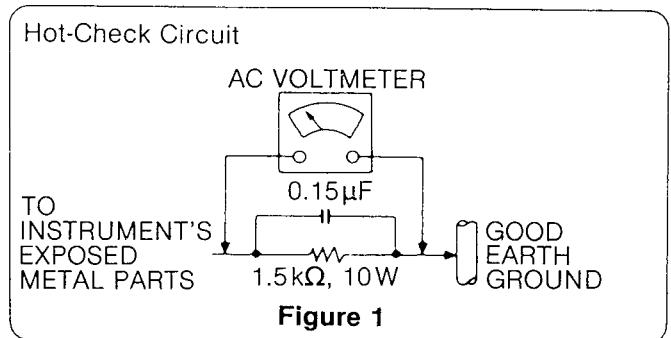 Hot-Check Circuit
AC VOLTMETER
0.15µF
TO
INSTRUMENT'S
EXPOSED
METAL PARTS
1.5kΩ, 10W
GOOD
EARTH
GROUND
Figure 1